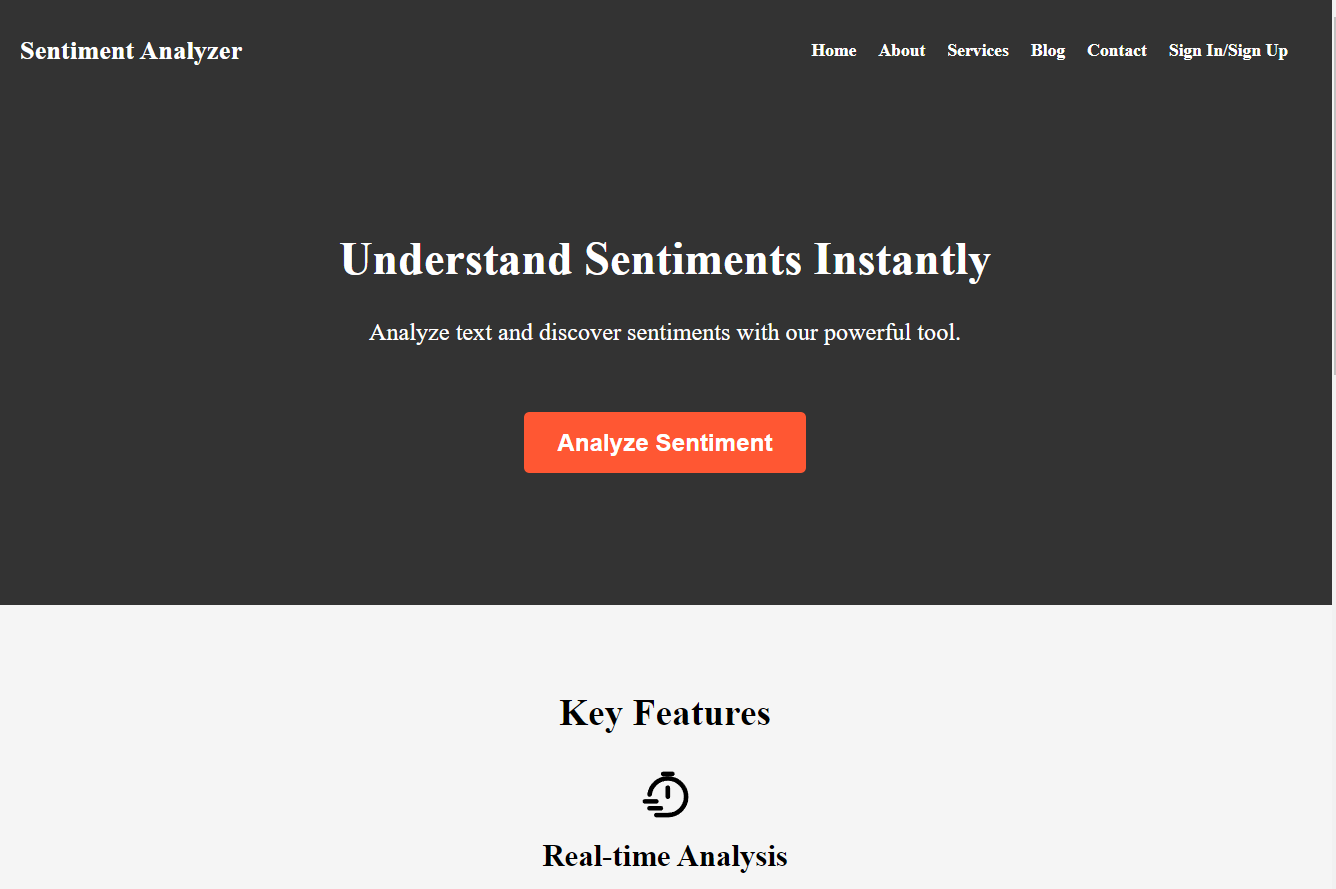 Sentiment Analyzer
Home About Services Blog Contact Sign In/Sign Up
Understand Sentiments Instantly
Analyze text and discover sentiments with our powerful tool.
Analyze Sentiment
Key Features
Real-time Analysis